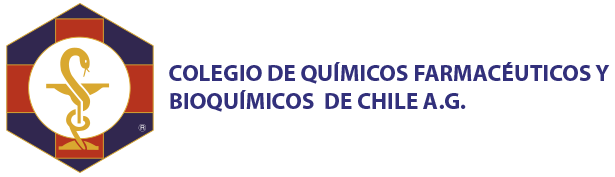 COLEGIO DE QUÍMICOS FARMACÉUTICOS Y
BIOQUÍMICOS DE CHILE A.G.
®